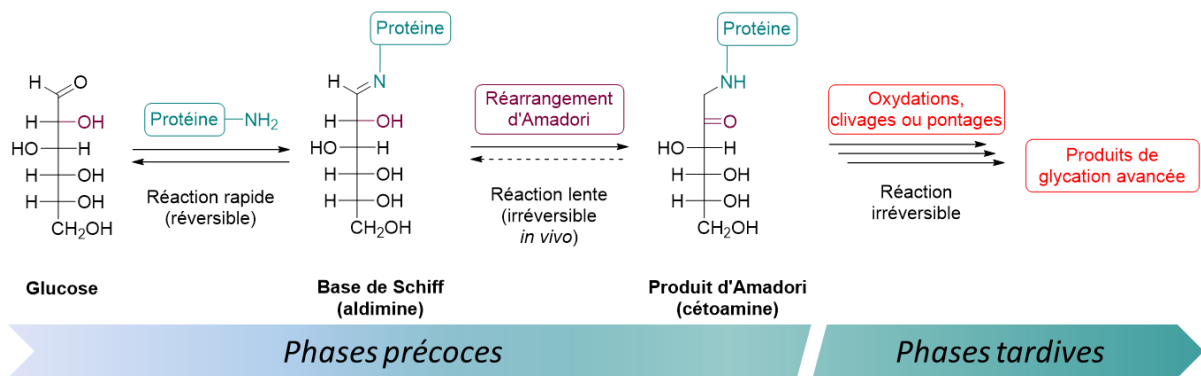 Protéine
Protéine
H
O
N
NH
H
OH
Protéine
NH₂
H
OH
Réarrangement
d'Amadori
O
Oxydations,
clivages ou pontages
HO
H
HO
H
HO
H
H
OH
H
OH
H
OH
H
OH
H
OH
H
OH
CH₂OH
CH₂OH
CH₂OH
Réaction rapide
(réversible)
Réaction lente
(irréversible
in vivo)
Réaction
irréversible
Produits de
glycation avancée
Glucose
Base de Schiff
(aldimine)
Produit d'Amadori
(cétoamine)
Phases précoces
Phases tardives